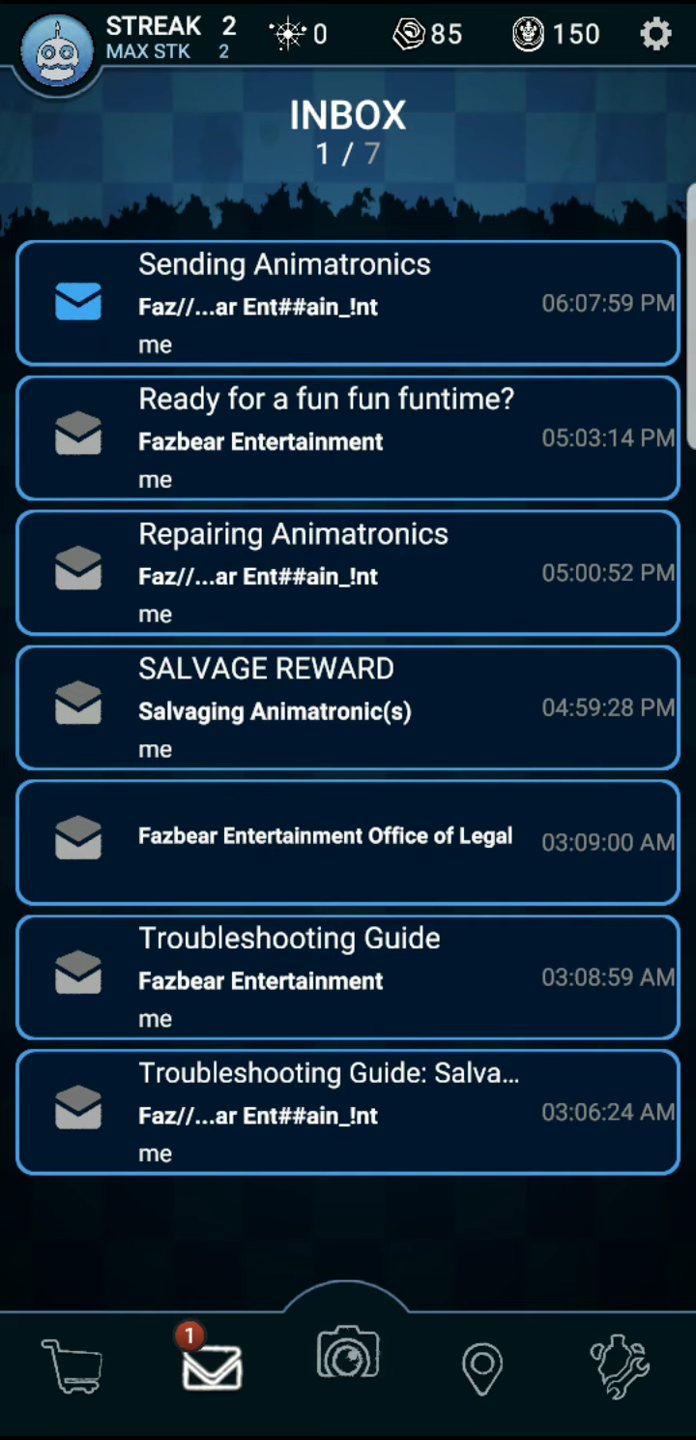 STREAK 2 0 85 150
MAX STK 2
INBOX
1 / 7
Sending Animatronics
Faz//...ar Ent##ain_!nt 06:07:59 PM
me
Ready for a fun fun funtime?
Fazbear Entertainment 05:03:14 PM
me
Repairing Animatronics
Faz//...ar Ent##ain_!nt 05:00:52 PM
me
SALVAGE REWARD
Salvaging Animatronic(s) 04:59:28 PM
me
Fazbear Entertainment Office of Legal 03:09:00 AM
Troubleshooting Guide
Fazbear Entertainment 03:08:59 AM
me
Troubleshooting Guide: Salva...
Faz//...ar Ent##ain_!nt 03:06:24 AM
me
1